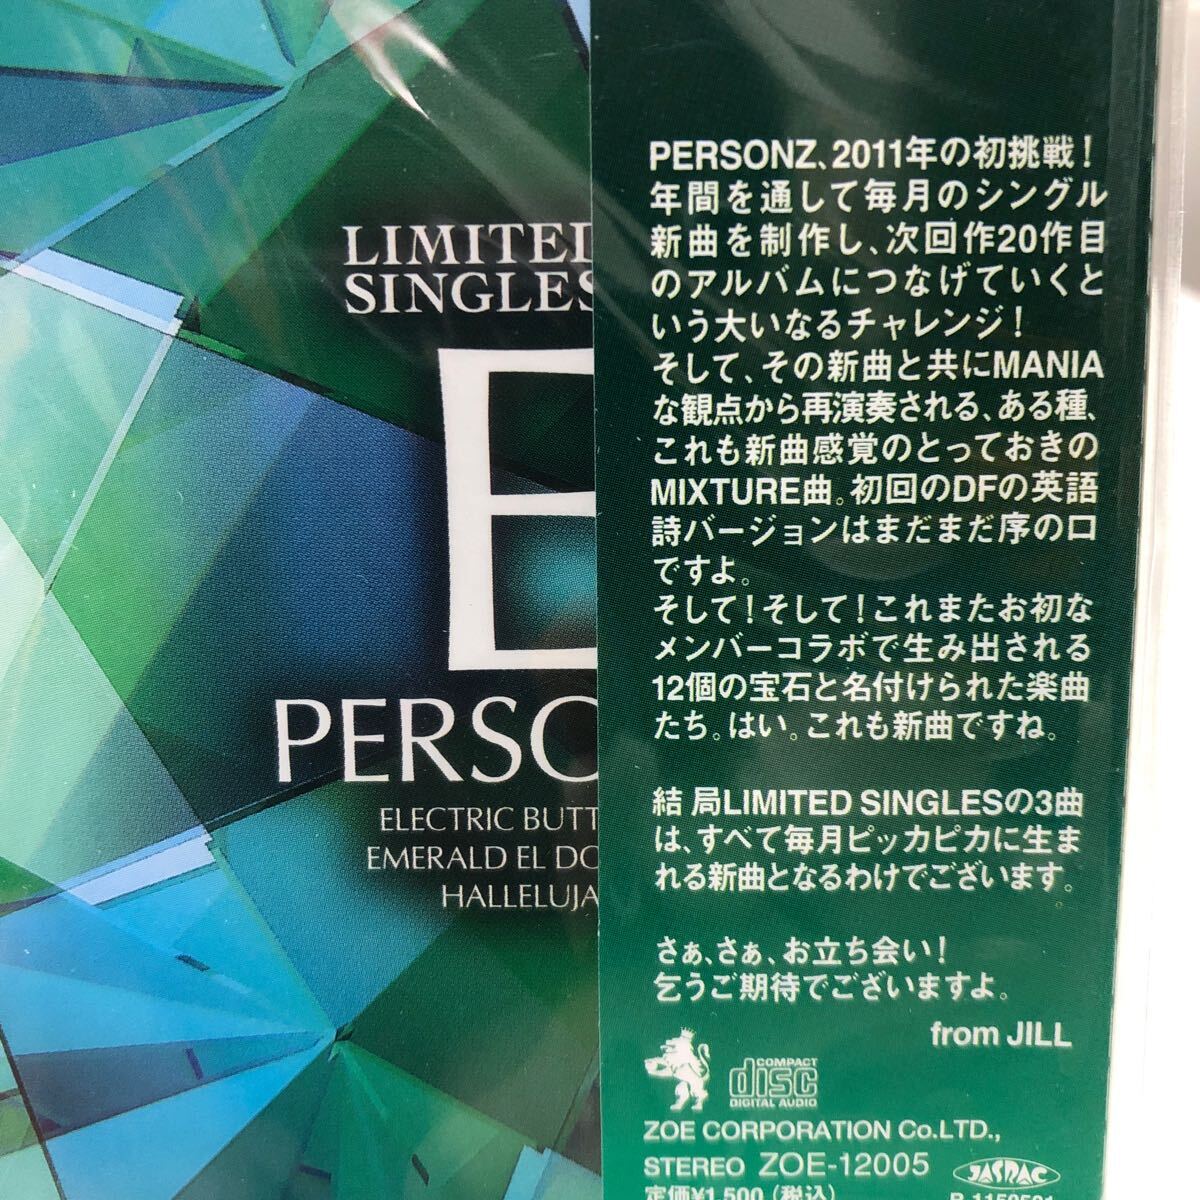 LIMITED
SINGLES
E
PERSO
ELECTRIC BUTT
EMERALD EL DO
HALLELUJA
PERSONZ、2011年の初挑戦！
年間を通して毎月のシングル
新曲を制作し、次回作20作目
のアルバムにつなげていくと
いう大いなるチャレンジ！
そして、その新曲と共にMANIA
な観点から再演奏される、ある種、
これも新曲感覚のとっておきの
MIXTURE曲。初回のDFの英語
詩バージョンはまだまだ序の口
ですよ。
そして！そして！これまたお初な
メンバーコラボで生み出される
12個の宝石と名付けられた楽曲
たち。はい。これも新曲ですね。
結局LIMITED SINGLESの3曲
は、すべて毎月ピッカピカに生ま
れる新曲となるわけでございます。
さぁ、さぁ、お立ち会い！
乞うご期待でございますよ。
from JILL
COMPACT
disc
DIGITAL AUDIO
ZOE CORPORATION Co.LTD.,
STEREO ZOE-12005
JASRAC
定価¥1,500(税込)